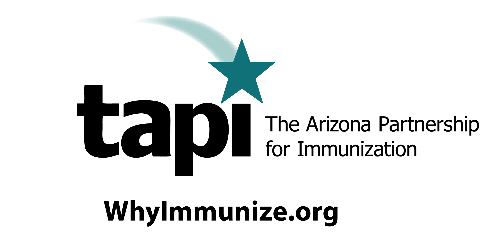 tapi
The Arizona Partnership
for Immunization
WhyImmunize.org